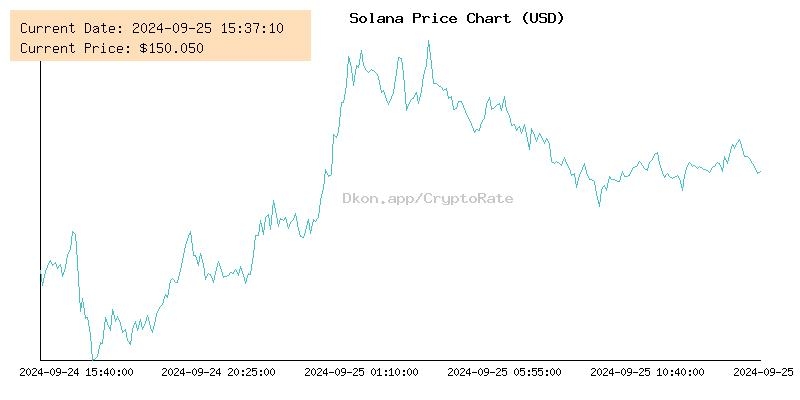 Solana Price Chart (USD)
Current Date: 2024-09-25 15:37:10
Current Price: $150.050
Dkon.app/CryptoRate
2024-09-24 15:40:00
2024-09-24 20:25:00
2024-09-25 01:10:00
2024-09-25 05:55:00
2024-09-25 10:40:00
2024-09-25